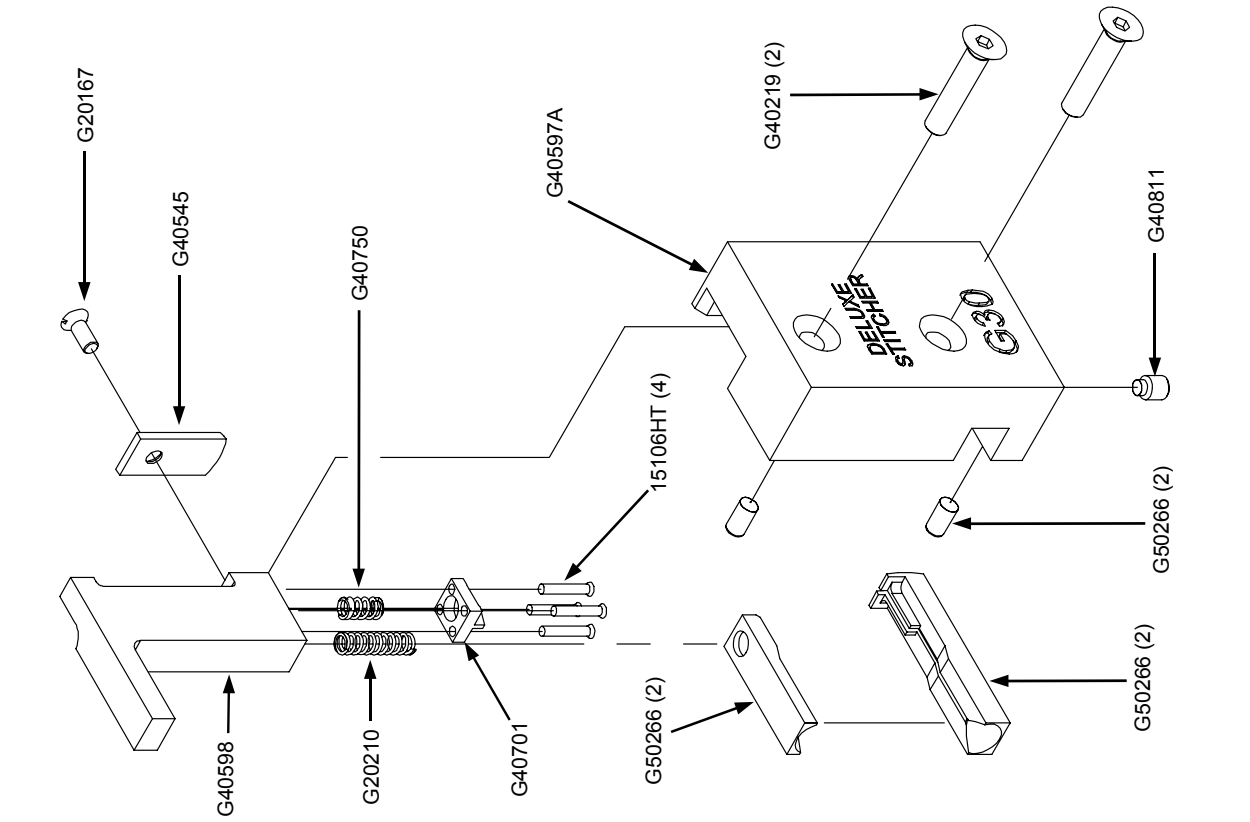 G20167
G40545
G40750
G40597A
G40219 (2)
G40811
15106HT (4)
DELUXE
STITCHER
G30
G50266 (2)
G50266 (2)
G50266 (2)
G40701
G20210
G40598